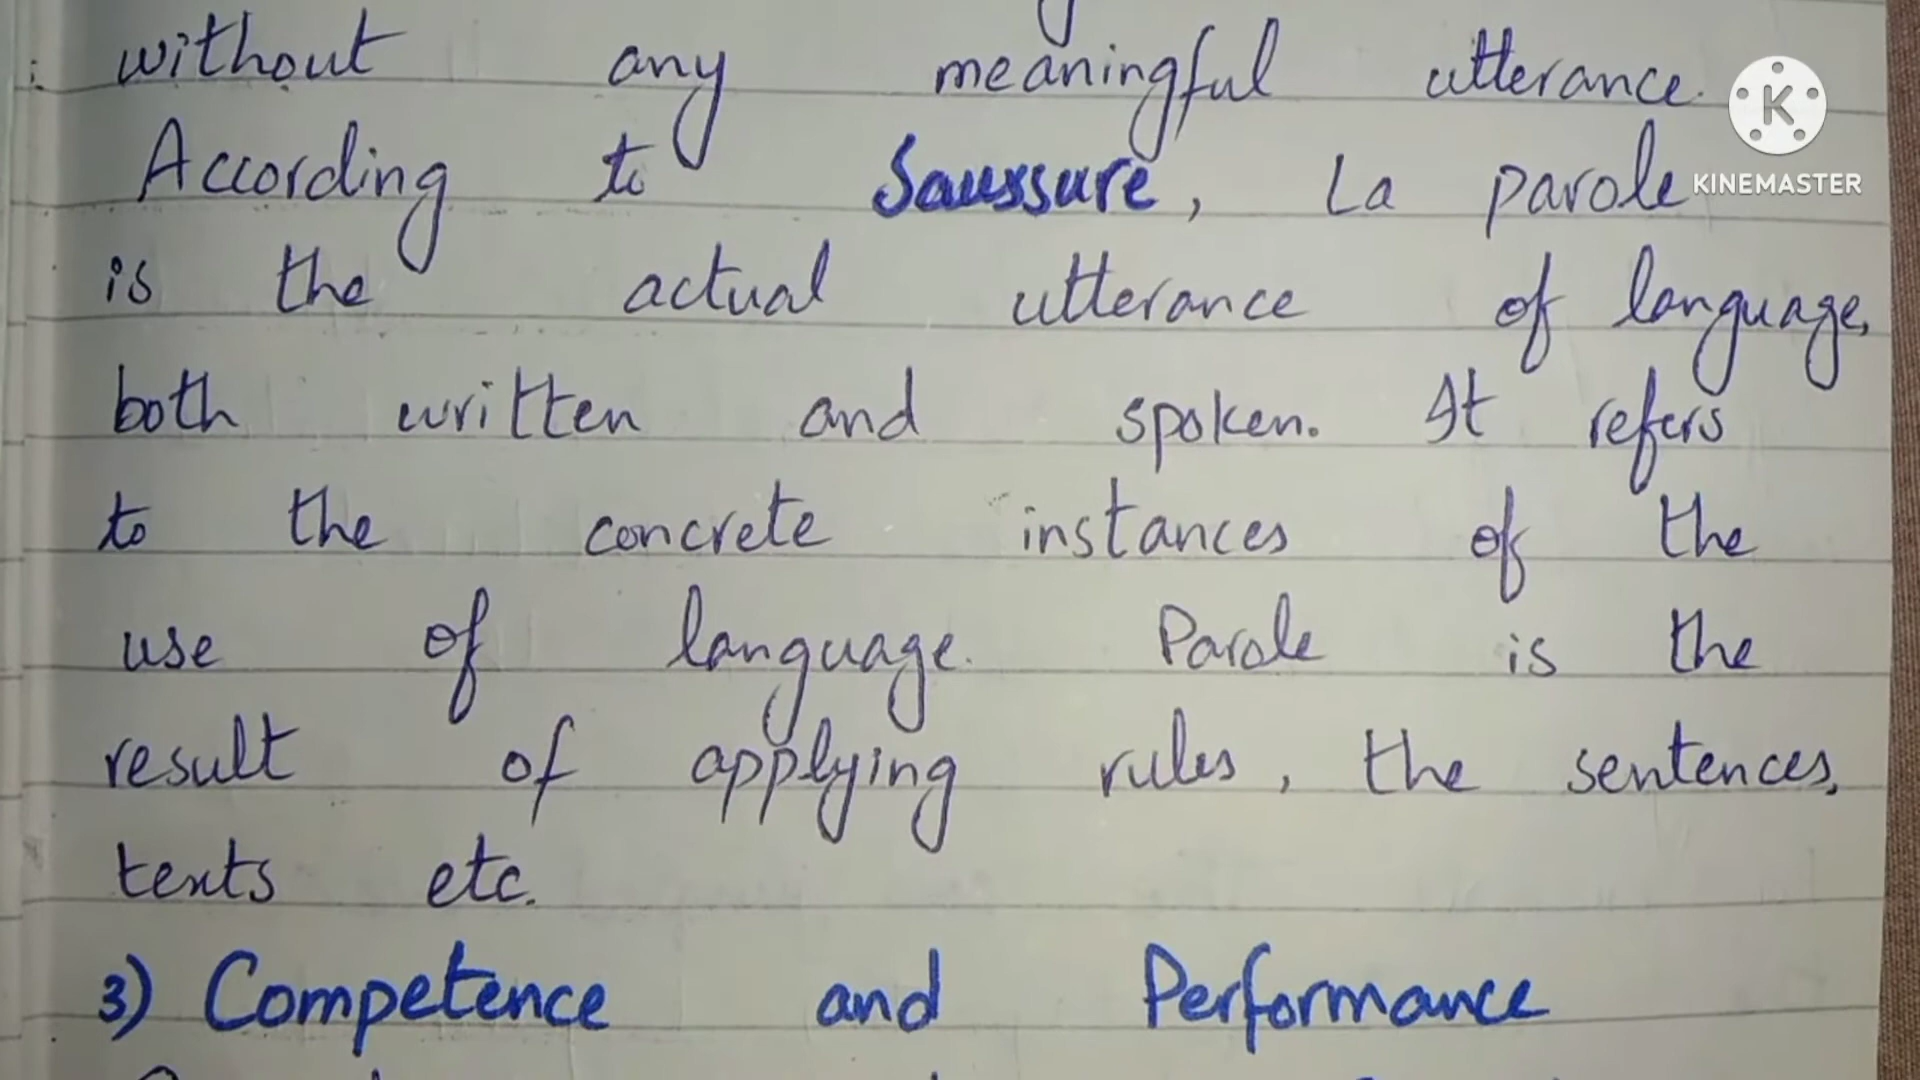 without any meaningful utterance.
According to Saussure, La parole
is the actual utterance of language,
both written and spoken. It refers
to the concrete instances of the
use of language. Parole is the
result of applying rules, the sentences,
texts etc.
3) Competence and Performance
KINEMASTER